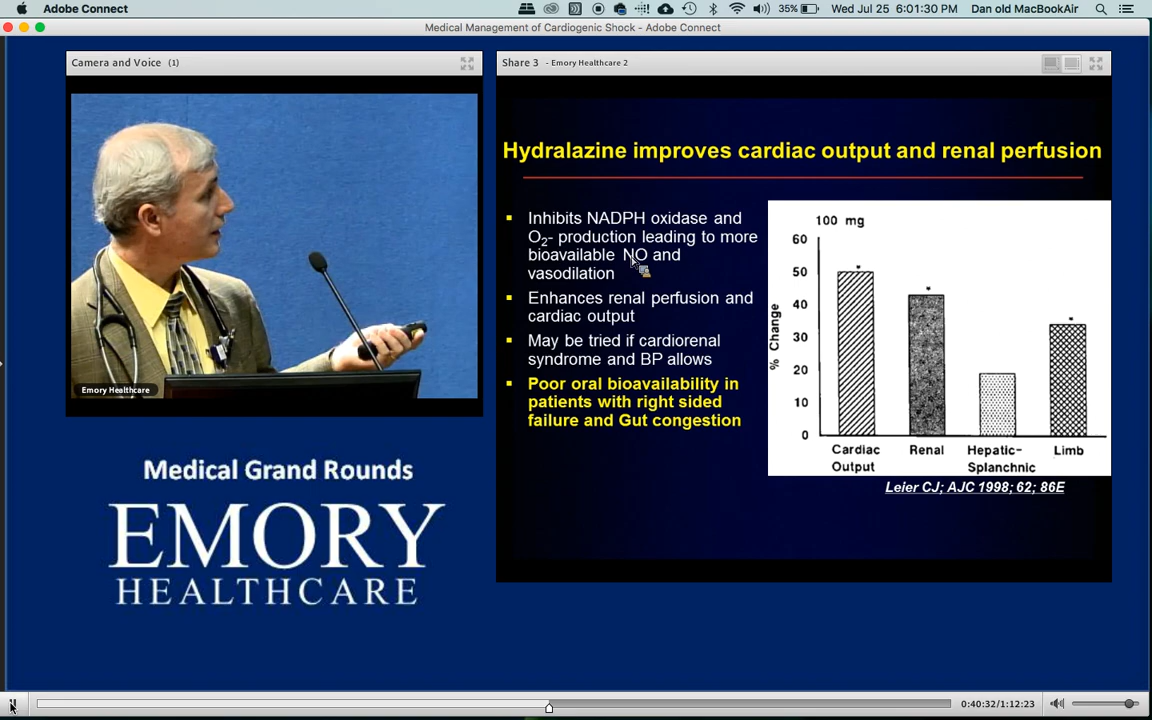 Adobe Connect
35%
Wed Jul 25 6:01:30 PM
Dan old MacBookAir
Medical Management of Cardiogenic Shock - Adobe Connect
Camera and Voice (1)
Share 3 - Emory Healthcare 2
Emory Healthcare
Medical Grand Rounds
EMORY
HEALTHCARE
Hydralazine improves cardiac output and renal perfusion
▪ Inhibits NADPH oxidase and
O2- production leading to more
bioavailable NO and
vasodilation
▪ Enhances renal perfusion and
cardiac output
▪ May be tried if cardiorenal
syndrome and BP allows
▪ Poor oral bioavailability in
patients with right sided
failure and Gut congestion
100 mg
% Change
60
50
40
30
20
10
0
*
*
*
Cardiac Output
Renal
Hepatic-Splanchnic
Limb
Leier CJ; AJC 1998; 62; 86E
0:40:32/1:12:23